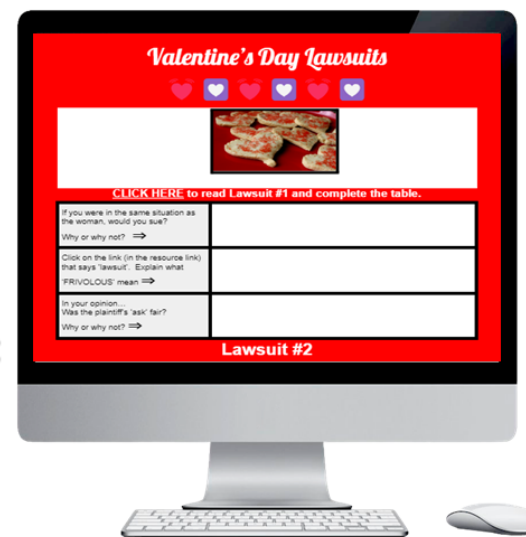 Valentine's Day Lawsuits
CLICK HERE to read Lawsuit #1 and complete the table.
If you were in the same situation as
the woman, would you sue?
Why or why not? ⇒
Click on the link (in the resource link)
that says 'lawsuit'. Explain what
'FRIVOLOUS' mean ⇒
In your opinion...
Was the plaintiff's 'ask' fair?
Why or why not? ⇒
Lawsuit #2